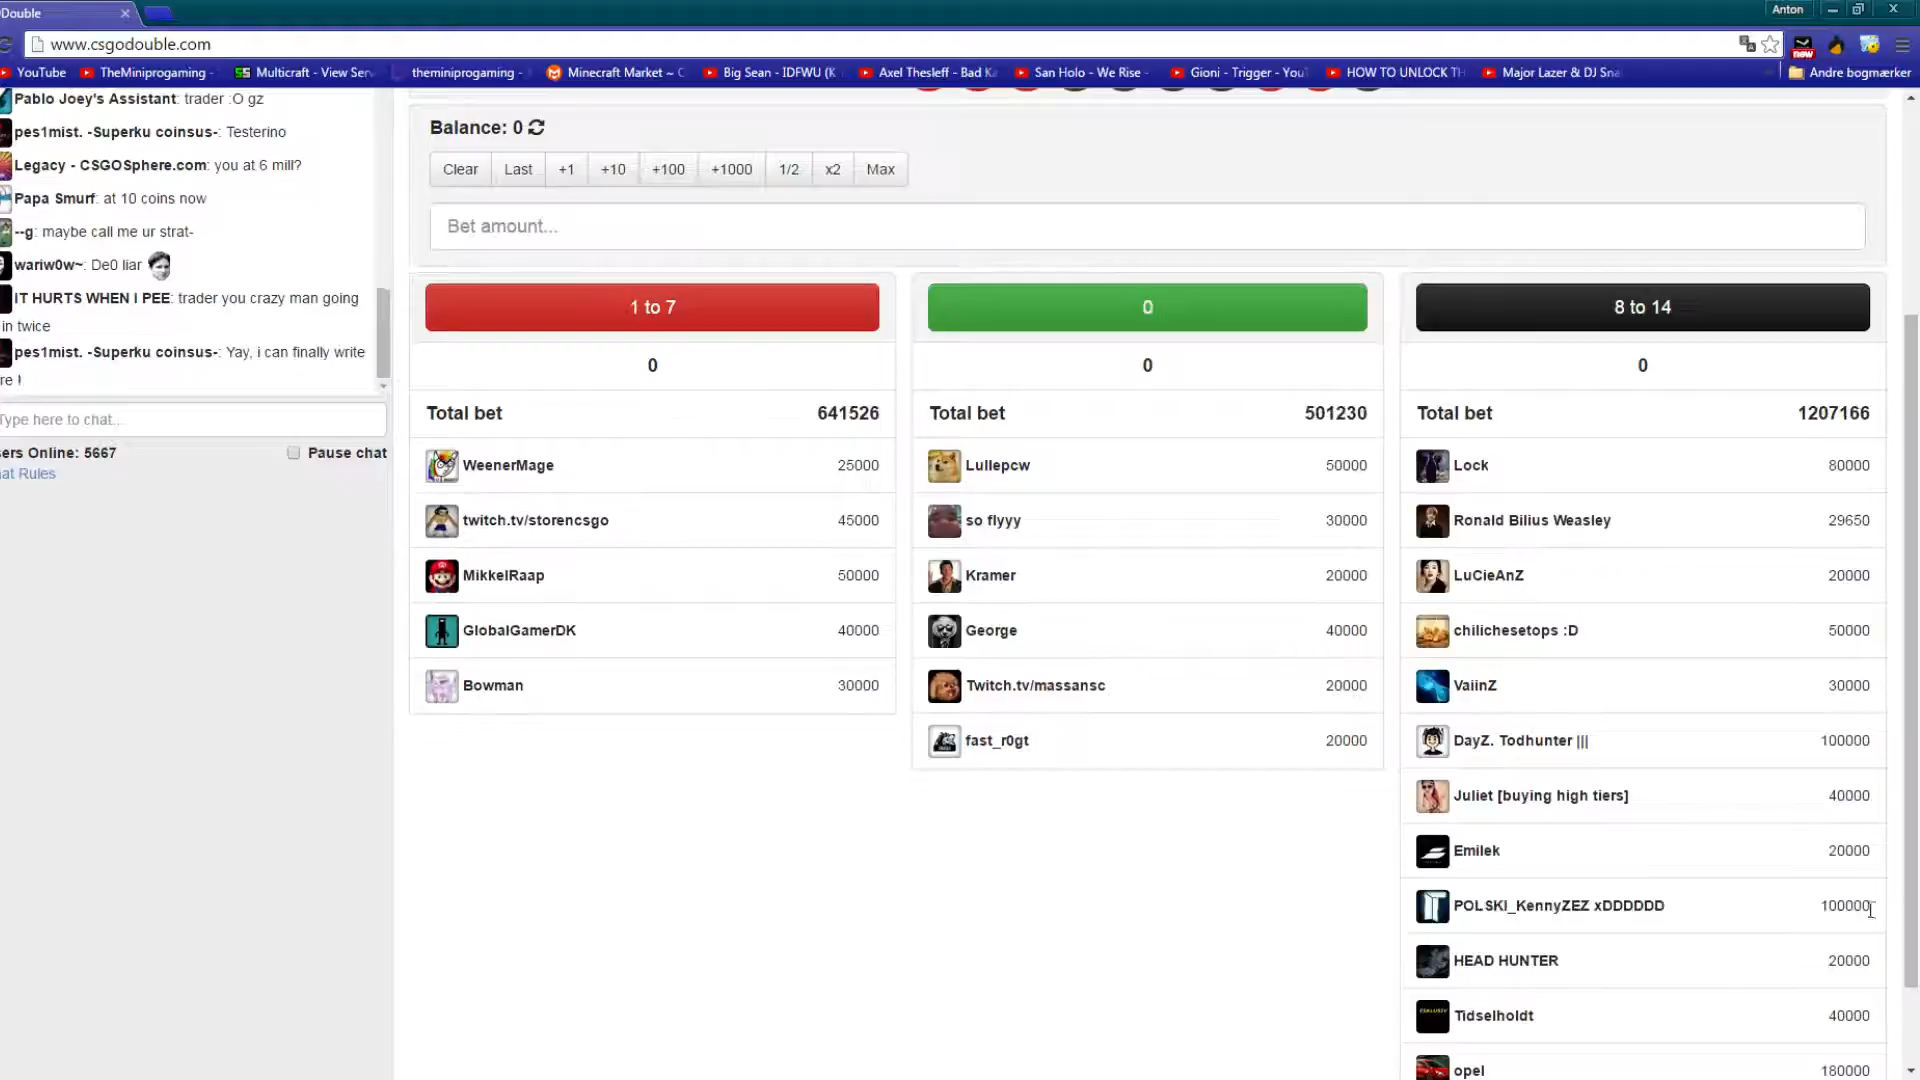 Double
Anton
www.csgodouble.com
new
YouTube
TheMiniprogaming -
Multicraft - View Serv
theminiprogaming -
Minecraft Market ~ C
Big Sean - IDFWU (K
Axel Thesleff - Bad Ka
San Holo - We Rise -
Gioni - Trigger - YouT
HOW TO UNLOCK TH
Major Lazer & DJ Sna
Andre bogmærker
Pablo Joey's Assistant: trader :O gz
pes1mist. -Superku coinsus-: Testerino
Legacy - CSGOSphere.com: you at 6 mill?
Papa Smurf: at 10 coins now
--g: maybe call me ur strat-
wariw0w~: De0 liar
IT HURTS WHEN I PEE: trader you crazy man going
in twice
pes1mist. -Superku coinsus-: Yay, i can finally write
re !
Type here to chat...
ers Online: 5667
Pause chat
at Rules
Balance: 0
Clear
Last
+1
+10
+100
+1000
1/2
x2
Max
Bet amount...
1 to 7
0
Total bet 641526
WeenerMage 25000
twitch.tv/storencsgo 45000
MikkelRaap 50000
GlobalGamerDK 40000
Bowman 30000
0
0
Total bet 501230
Lullepcw 50000
so flyyy 30000
Kramer 20000
George 40000
Twitch.tv/massansc 20000
fast_r0gt 20000
8 to 14
0
Total bet 1207166
Lock 80000
Ronald Bilius Weasley 29650
LuCieAnZ 20000
chilichesetops :D 50000
VaiinZ 30000
DayZ. Todhunter ||| 100000
Juliet [buying high tiers] 40000
Emilek 20000
POLSKI_KennyZEZ xDDDDDD 100000
HEAD HUNTER 20000
Tidselholdt 40000
opel 180000